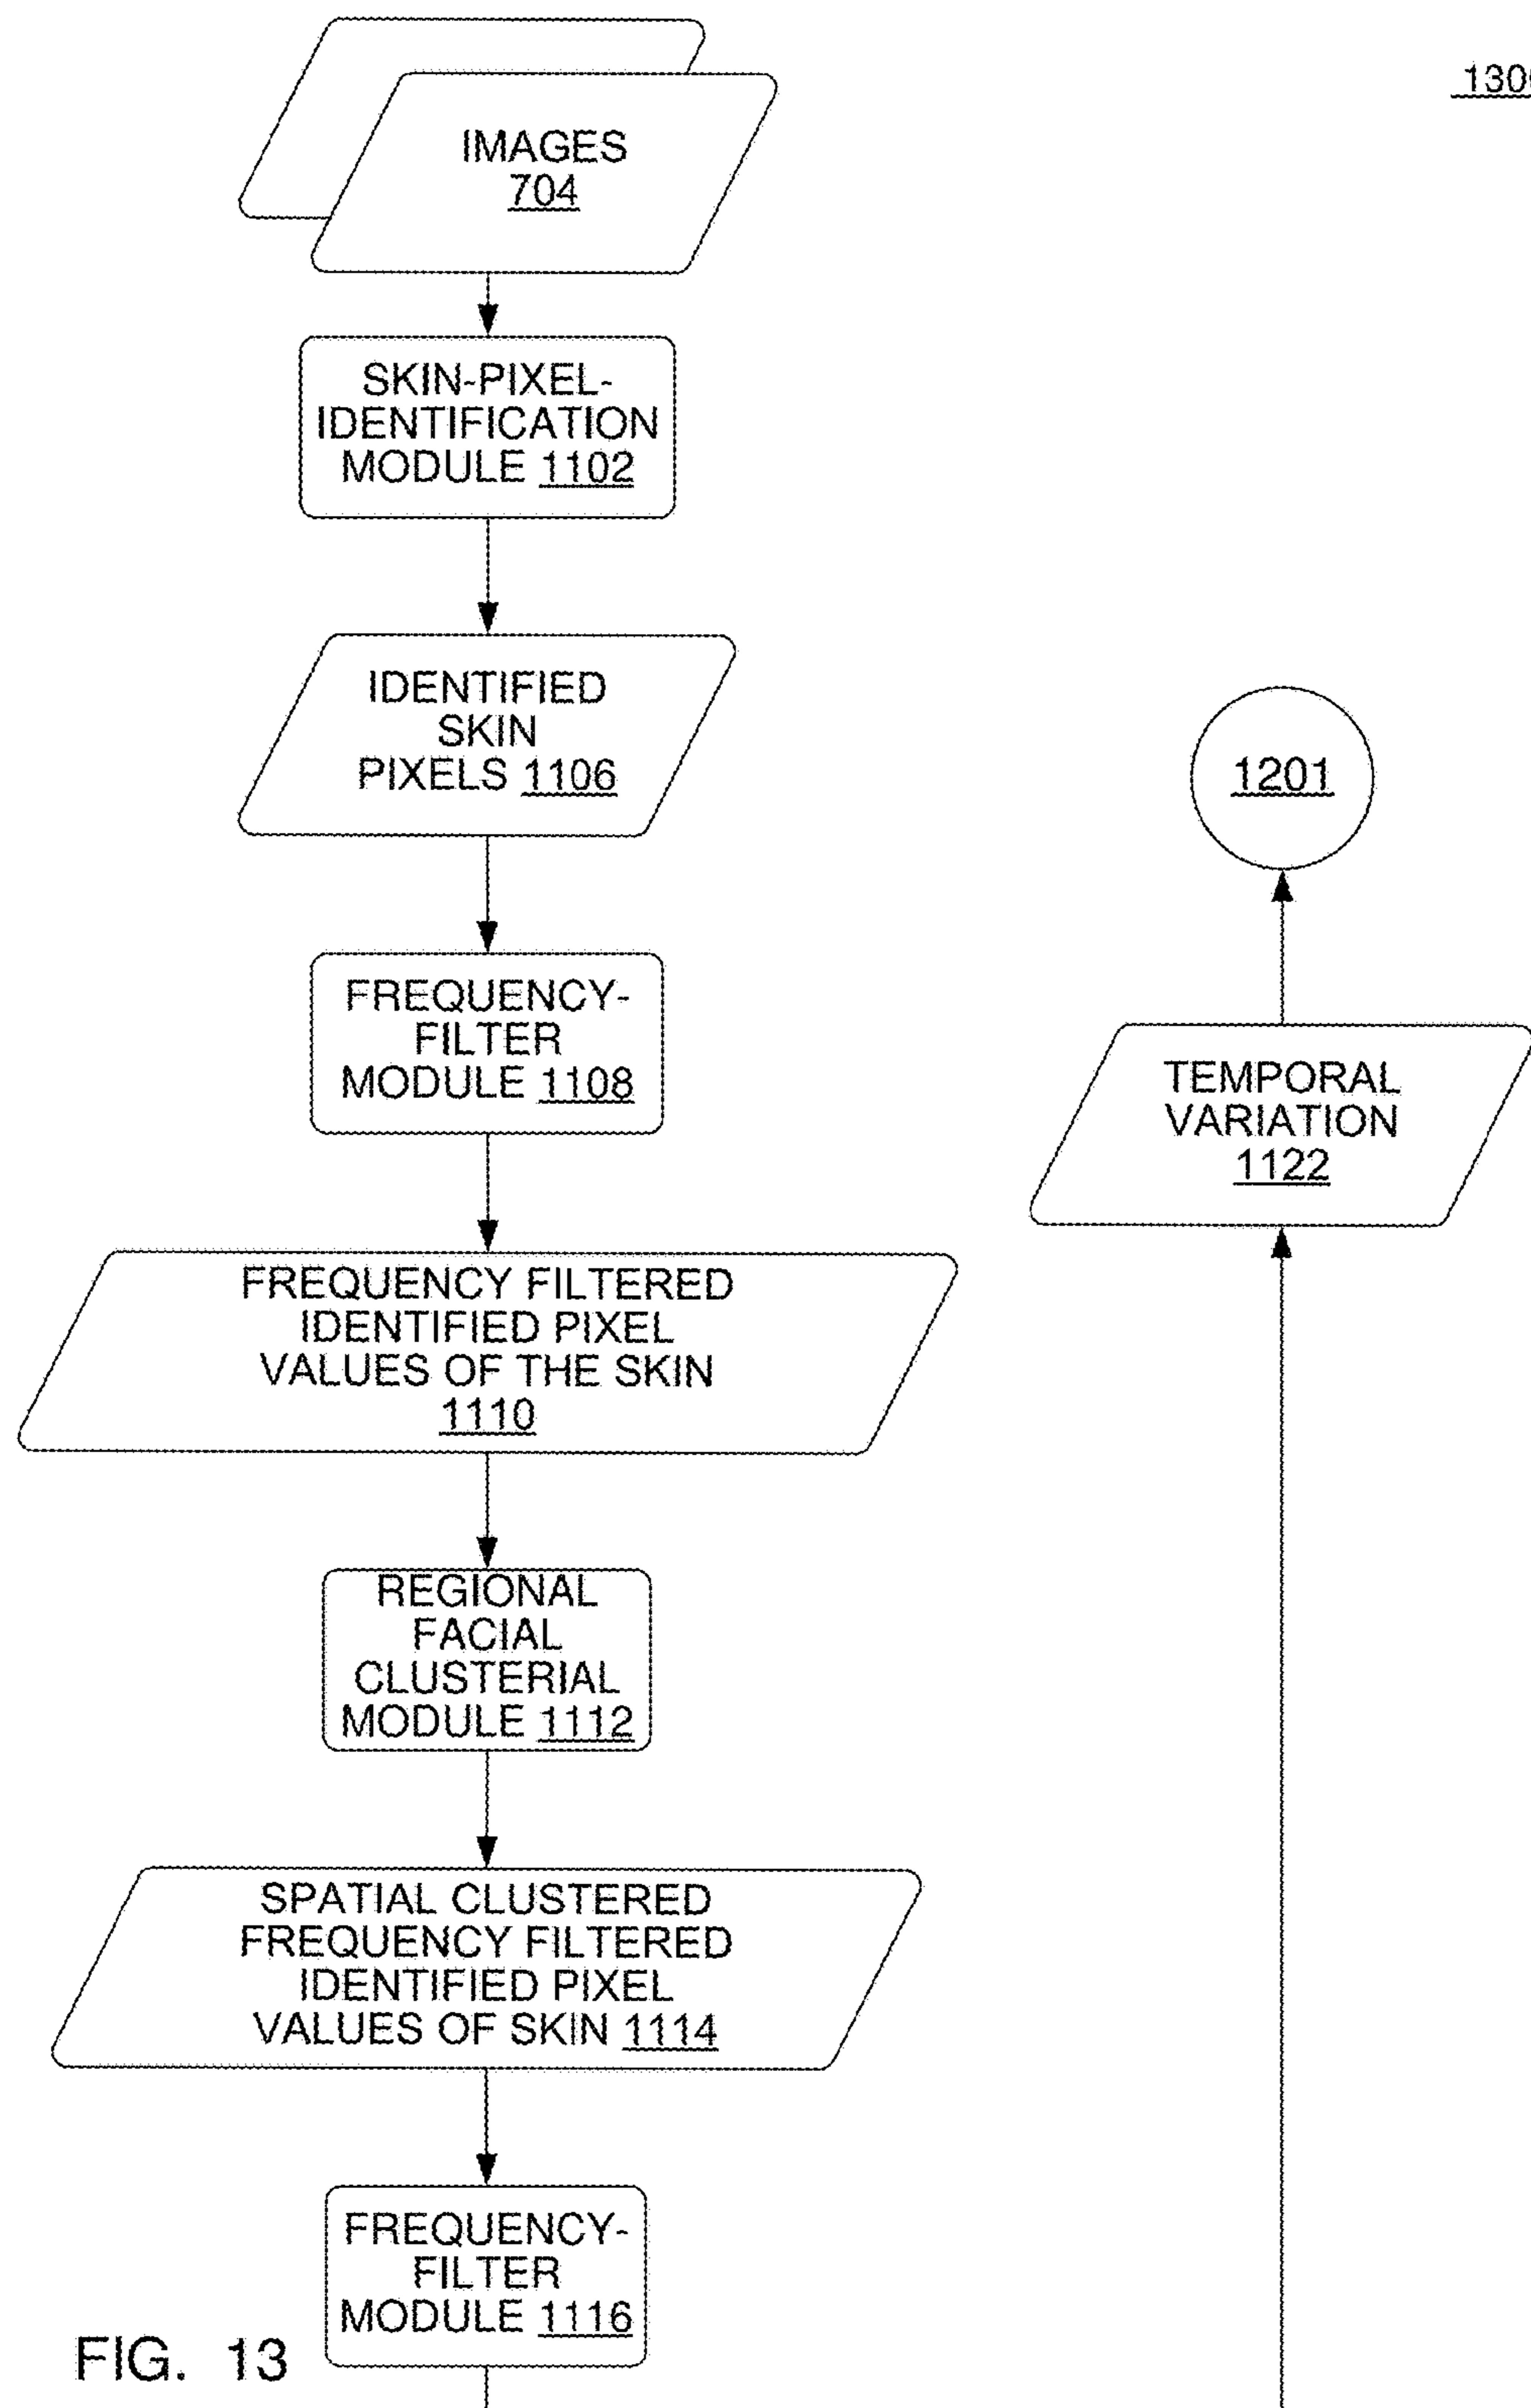 1300
IMAGES
704
SKIN-PIXEL-
IDENTIFICATION
MODULE 1102
IDENTIFIED
SKIN
PIXELS 1106
FREQUENCY-
FILTER
MODULE 1108
FREQUENCY FILTERED
IDENTIFIED PIXEL
VALUES OF THE SKIN
1110
REGIONAL
FACIAL
CLUSTERIAL
MODULE 1112
SPATIAL CLUSTERED
FREQUENCY FILTERED
IDENTIFIED PIXEL
VALUES OF SKIN 1114
FREQUENCY-
FILTER
MODULE 1116
1201
TEMPORAL
VARIATION
1122
FIG. 13